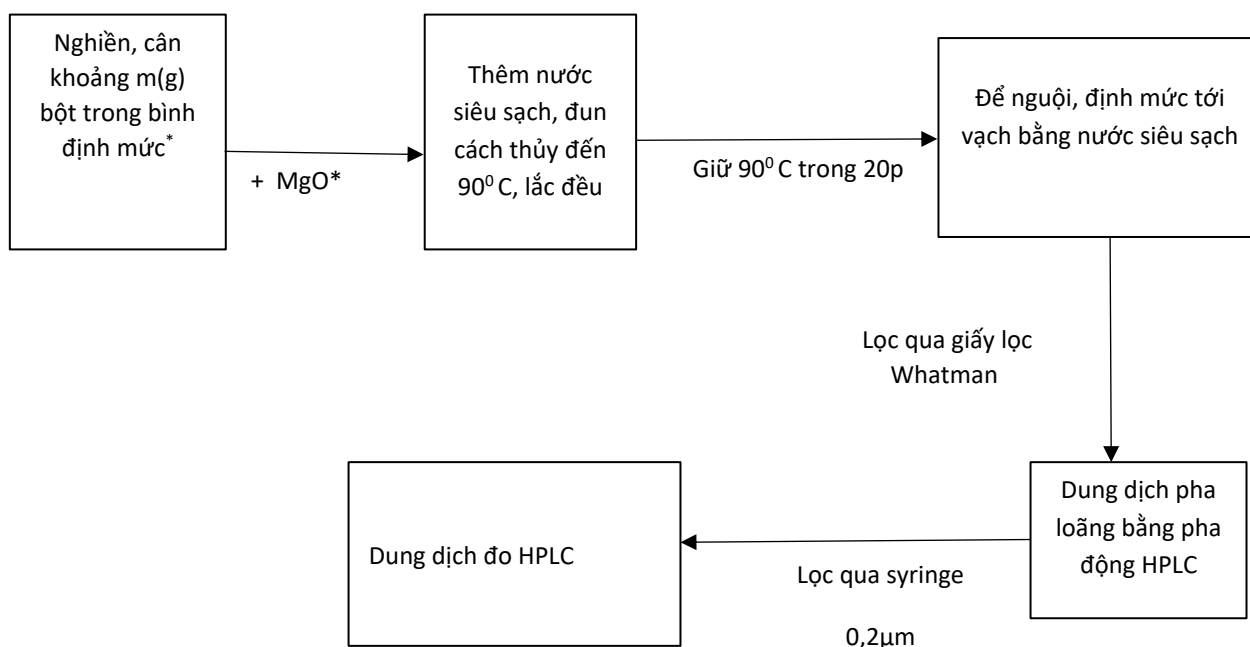 Nghiền, cân
khoảng m(g)
bột trong bình
định mức*
+ MgO*
Thêm nước
siêu sạch, đun
cách thủy đến
90⁰ C, lắc đều
Giữ 90⁰ C trong 20p
Để nguội, định mức tới
vạch bằng nước siêu sạch
Lọc qua giấy lọc
Whatman
Dung dịch pha
loãng bằng pha
động HPLC
Lọc qua syringe
0,2µm
Dung dịch đo HPLC